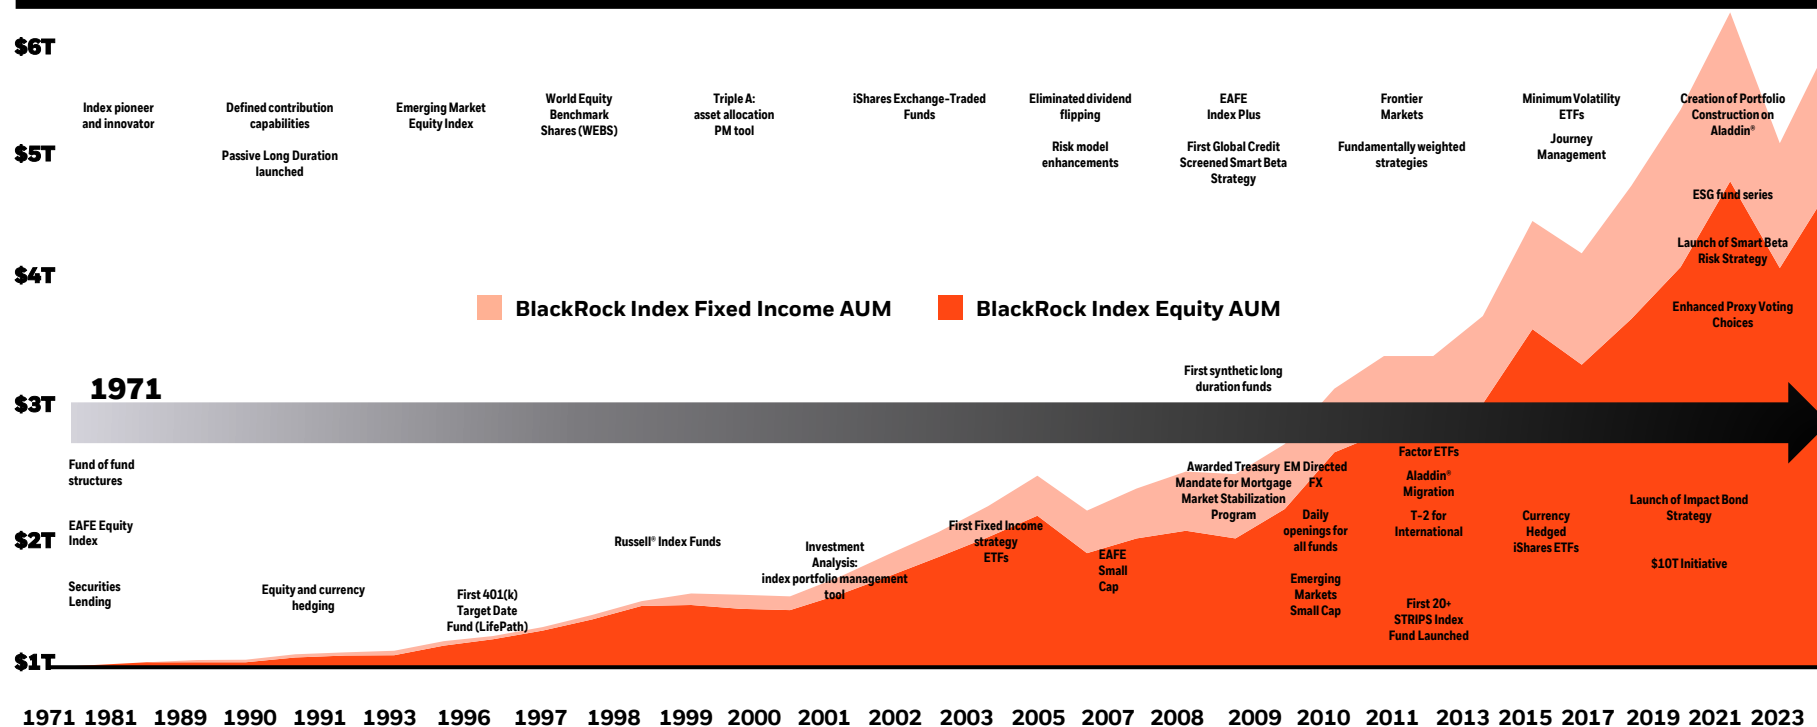 $6T
Index pioneer
and innovator
Defined contribution
capabilities
Passive Long Duration
launched
Emerging Market
Equity Index
World Equity
Benchmark
Shares (WEBS)
Triple A:
asset allocation
PM tool
iShares Exchange-Traded
Funds
Eliminated dividend
flipping
Risk model
enhancements
EAFE
Index Plus
First Global Credit
Screened Smart Beta
Strategy
Frontier
Markets
Fundamentally weighted
strategies
Minimum Volatility
ETFs
Journey
Management
Creation of Portfolio
Construction on
Aladdin®
ESG fund series
Launch of Smart Beta
Risk Strategy
Enhanced Proxy Voting
Choices
$5T
$4T
BlackRock Index Fixed Income AUM
BlackRock Index Equity AUM
First synthetic long
duration funds
1971
$3T
Fund of fund
structures
EAFE Equity
Index
Securities
Lending
Equity and currency
hedging
First 401(k)
Target Date
Fund (LifePath)
Russell® Index Funds
Investment
Analysis:
index portfolio management
tool
First Fixed Income
strategy
ETFs
EAFE
Small
Cap
Awarded Treasury
Mandate for Mortgage
Market Stabilization
Program
EM Directed
FX
Daily
openings for
all funds
Emerging
Markets
Small Cap
Factor ETFs
Aladdin®
Migration
T-2 for
International
First 20+
STRIPS Index
Fund Launched
Currency
Hedged
iShares ETFs
Launch of Impact Bond
Strategy
$10T Initiative
$2T
$1T
1971 1981 1989 1990 1991 1993 1996 1997 1998 1999 2000 2001 2002 2003 2005 2007 2008 2009 2010 2011 2013 2015 2017 2019 2021 2023